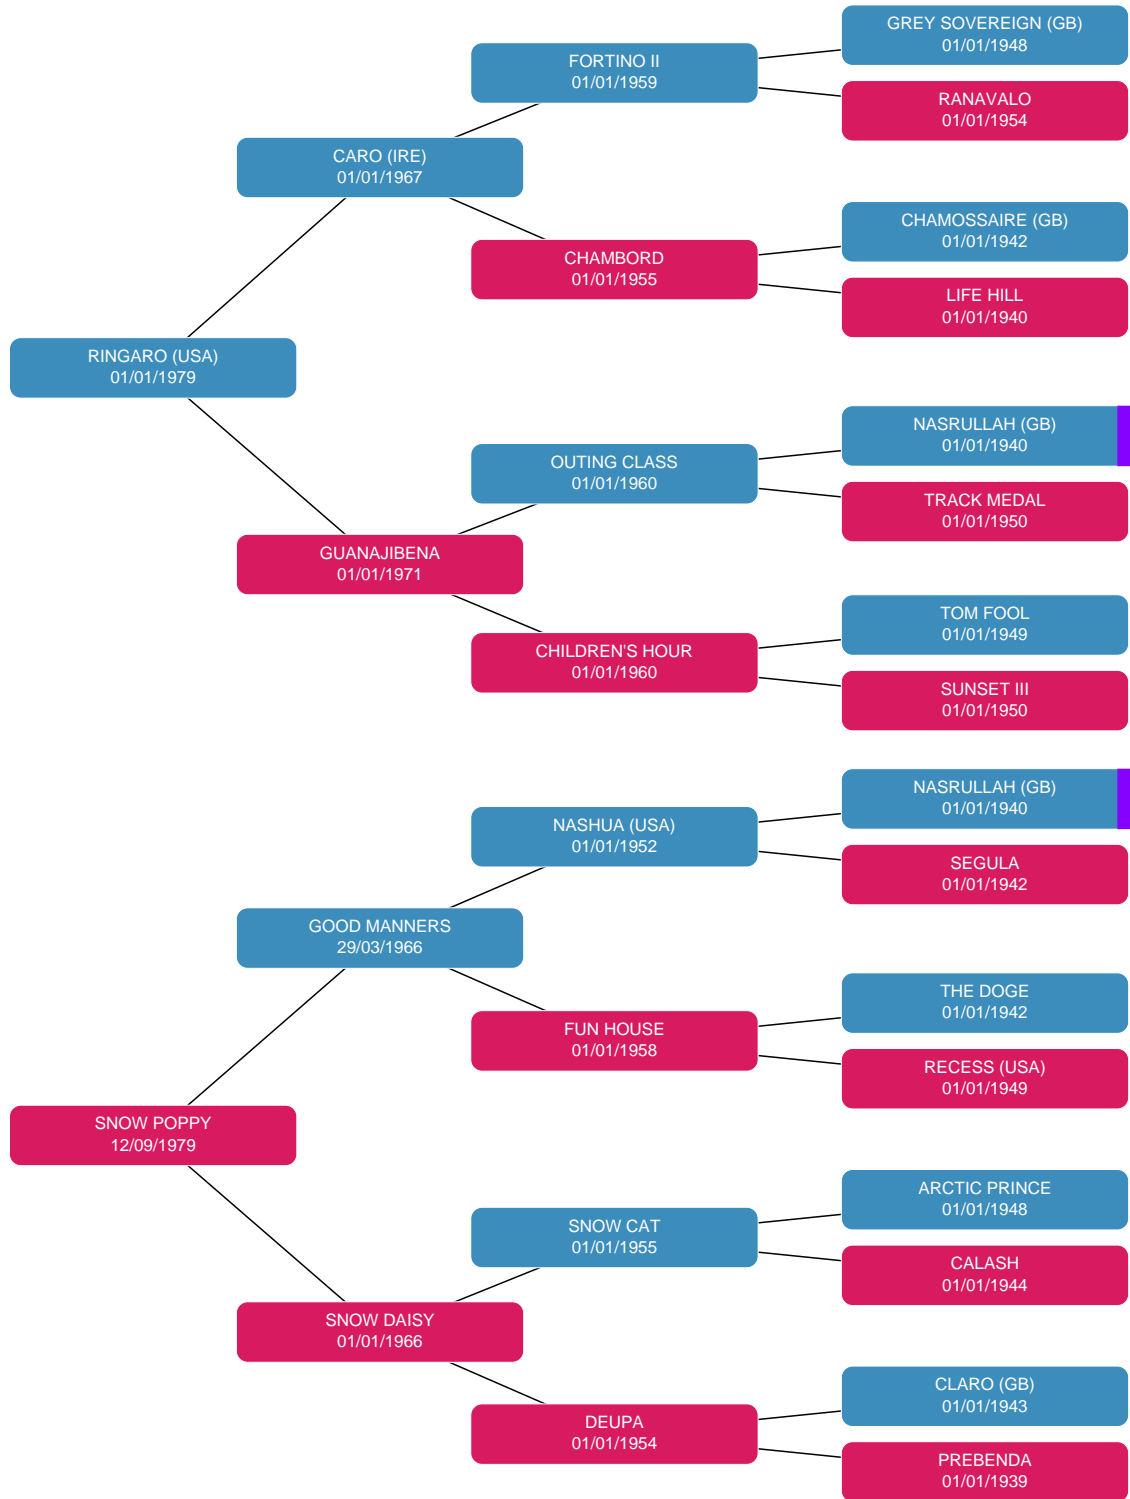 GREY SOVEREIGN (GB)
01/01/1948
FORTINO II
01/01/1959
RANAVALO
01/01/1954
CARO (IRE)
01/01/1967
CHAMOSSAIRE (GB)
01/01/1942
CHAMBORD
01/01/1955
LIFE HILL
01/01/1940
RINGARO (USA)
01/01/1979
NASRULLAH (GB)
01/01/1940
OUTING CLASS
01/01/1960
TRACK MEDAL
01/01/1950
GUANAJIBENA
01/01/1971
TOM FOOL
01/01/1949
CHILDREN'S HOUR
01/01/1960
SUNSET III
01/01/1950
NASRULLAH (GB)
01/01/1940
NASHUA (USA)
01/01/1952
SEGULA
01/01/1942
GOOD MANNERS
29/03/1966
THE DOGE
01/01/1942
FUN HOUSE
01/01/1958
RECESS (USA)
01/01/1949
SNOW POPPY
12/09/1979
ARCTIC PRINCE
01/01/1948
SNOW CAT
01/01/1955
CALASH
01/01/1944
SNOW DAISY
01/01/1966
CLARO (GB)
01/01/1943
DEUPA
01/01/1954
PREBENDA
01/01/1939